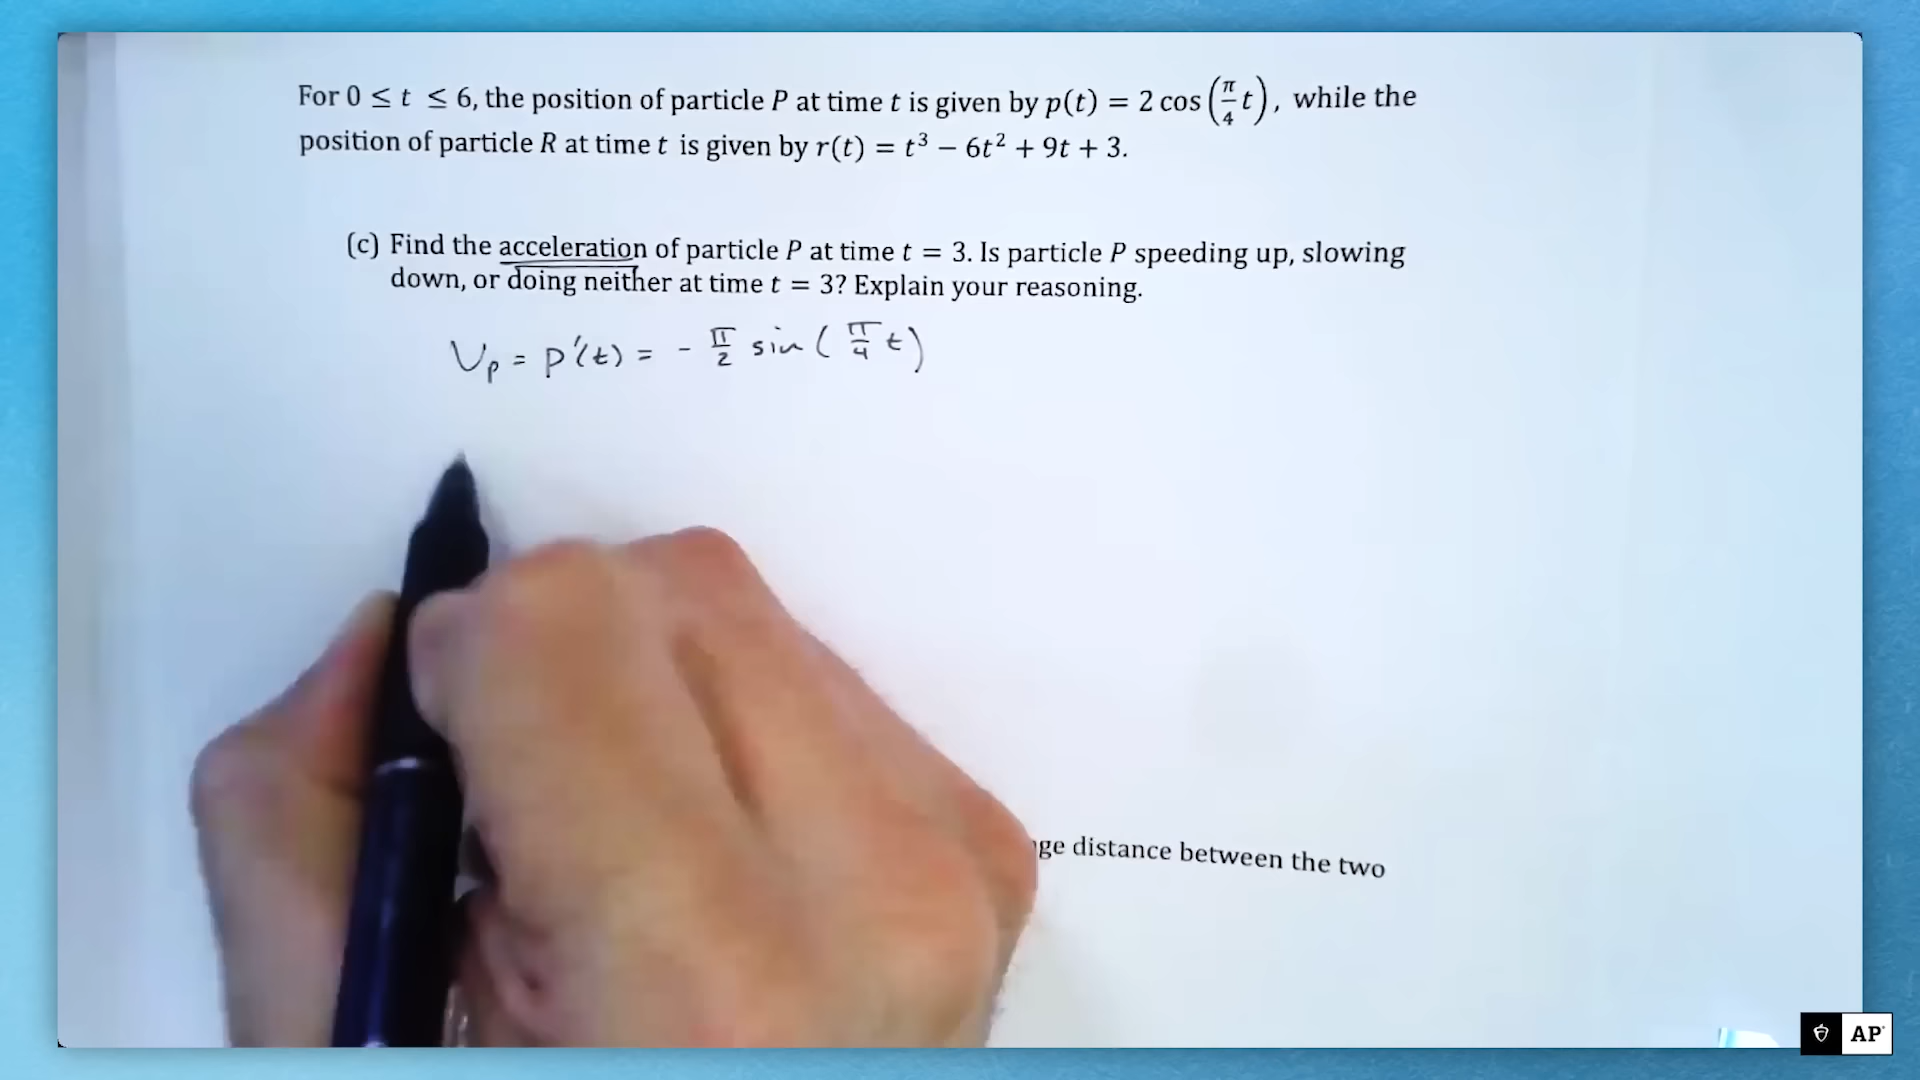 For 0 ≤ t ≤ 6, the position of particle P at time t is given by p(t) = 2 cos(π/4 t), while the
position of particle R at time t is given by r(t) = t³ − 6t² + 9t + 3.
(c) Find the acceleration of particle P at time t = 3. Is particle P speeding up, slowing
down, or doing neither at time t = 3? Explain your reasoning.
Vp = p'(t) = - π/2 sin(π/4 t)
distance between the two
AP